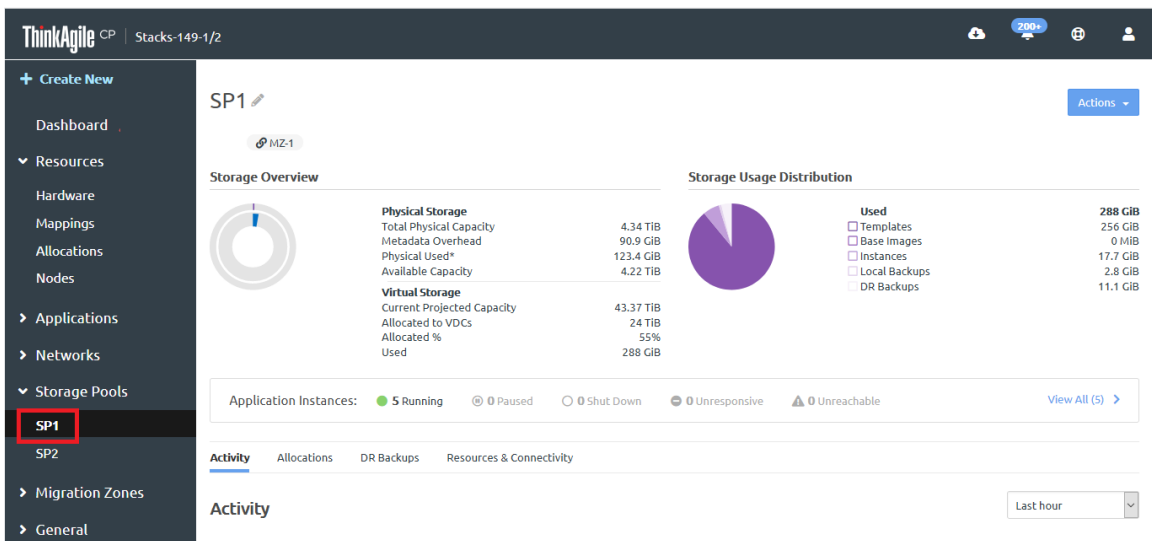 ThinkAgile CP | Stacks-149-1/2
200+
+ Create New
Dashboard
Resources
Hardware
Mappings
Allocations
Nodes
Applications
Networks
Storage Pools
SP1
SP2
Migration Zones
General
SP1
Actions
MZ-1
Storage Overview
Physical Storage
Total Physical Capacity 4.34 TiB
Metadata Overhead 90.9 GiB
Physical Used* 123.4 GiB
Available Capacity 4.22 TiB
Virtual Storage
Current Projected Capacity 43.37 TiB
Allocated to VDCs 24 TiB
Allocated % 55%
Used 288 GiB
Storage Usage Distribution
Used 288 GiB
Templates 256 GiB
Base Images 0 MiB
Instances 17.7 GiB
Local Backups 2.8 GiB
DR Backups 11.1 GiB
Application Instances: 5 Running 0 Paused 0 Shut Down 0 Unresponsive 0 Unreachable View All (5)
Activity Allocations DR Backups Resources & Connectivity
Activity Last hour